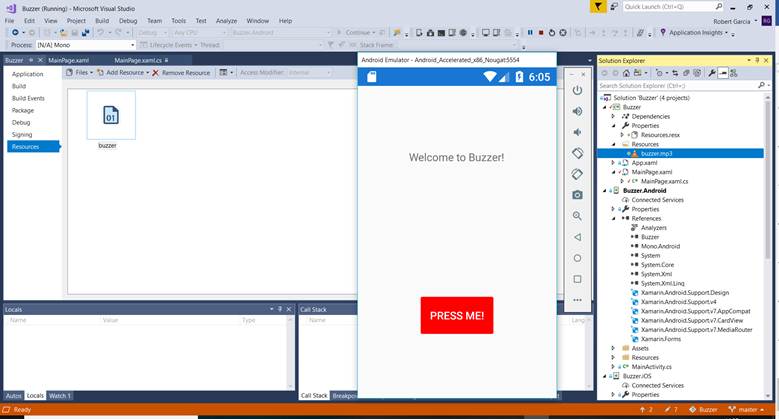 Buzzer (Running) - Microsoft Visual Studio
Quick Launch (Ctrl+Q)
File Edit View Project Build Debug Team Tools Test Analyze Window Help
Robert Garcia
RG
Debug Any CPU Buzzer.Android Continue
Application Insights
Process: [N/A] Mono Lifecycle Events Thread: Stack Frame:
Buzzer MainPage.xaml MainPage.xaml.cs
Application
Build
Build Events
Package
Debug
Signing
Resources
Files Add Resource Remove Resource Access Modifier: Internal
01
buzzer
Android Emulator - Android_Accelerated_x86_Nougat:5554
6:05
Welcome to Buzzer!
PRESS ME!
Solution Explorer
Search Solution Explorer (Ctrl+;)
Solution 'Buzzer' (4 projects)
Buzzer
Dependencies
Properties
Resources.resx
Resources
buzzer.mp3
App.xaml
MainPage.xaml
MainPage.xaml.cs
Buzzer.Android
Connected Services
Properties
References
Analyzers
Buzzer
Mono.Android
System
System.Core
System.Xml
System.Xml.Linq
Xamarin.Android.Support.Design
Xamarin.Android.Support.v4
Xamarin.Android.Support.v7.AppCompat
Xamarin.Android.Support.v7.CardView
Xamarin.Android.Support.v7.MediaRouter
Xamarin.Forms
Assets
Resources
MainActivity.cs
Buzzer.iOS
Connected Services
Locals
Name Value Type
Autos Locals Watch 1
Call Stack
Name Lang
Call Stack Breakpo
Ready
2 7 Buzzer master